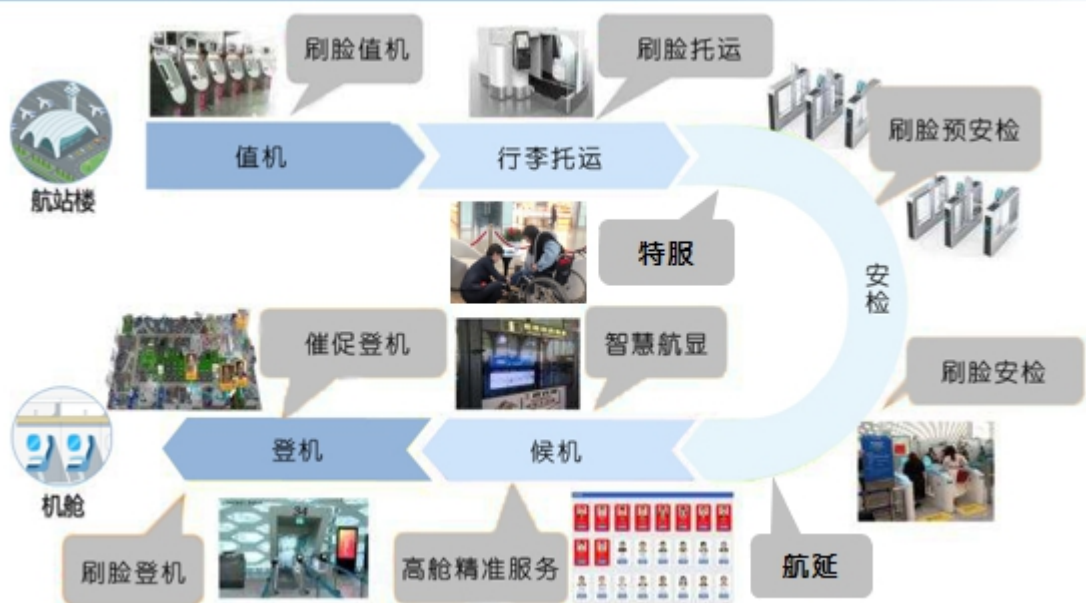 刷脸值机
刷脸托运
刷脸预安检
值机
行李托运
航站楼
特服
安检
催促登机
智慧航显
刷脸安检
登机
候机
机舱
34
刷脸登机
高舱精准服务
航延